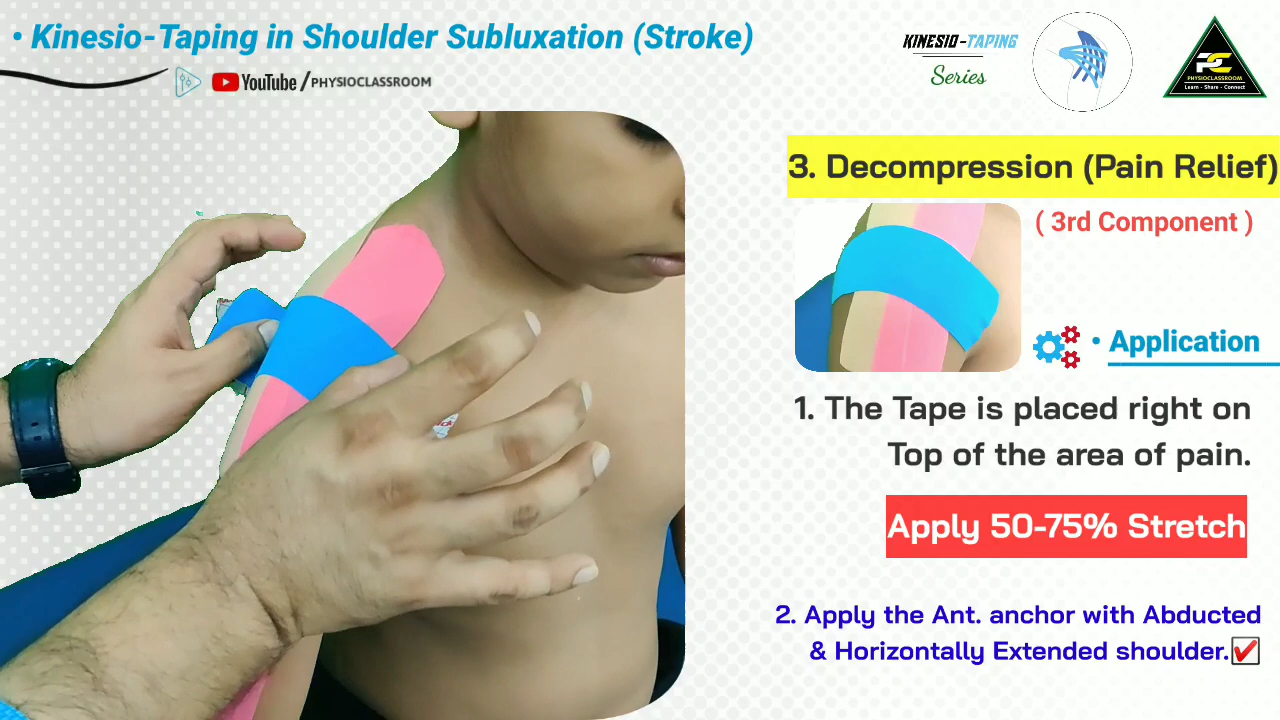 • Kinesio-Taping in Shoulder Subluxation (Stroke)
YouTube /PHYSIOCLASSROOM
KINESIO-TAPING
Series
PC
PHYSIOCLASSROOM
Learn - Share - Connect
3. Decompression (Pain Relief)
( 3rd Component )
• Application
1. The Tape is placed right on
Top of the area of pain.
Apply 50-75% Stretch
2. Apply the Ant. anchor with Abducted
& Horizontally Extended shoulder.